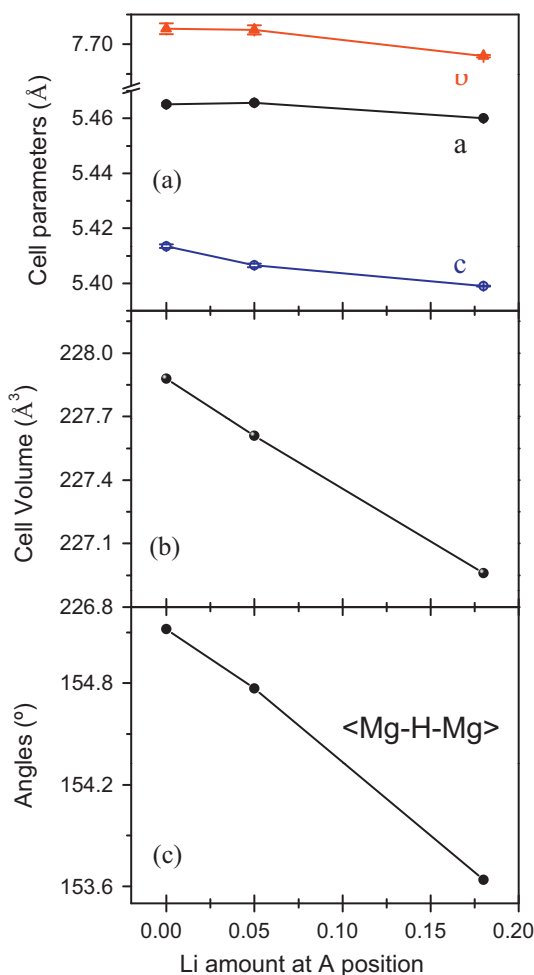 7.70
b
5.46
a
5.44
(a)
5.42
c
5.40
Cell parameters (Å)
228.0
227.7
227.4
227.1
226.8
(b)
Cell Volume (Å³)
154.8
<Mg-H-Mg>
154.2
(c)
153.6
Angles (º)
0.00 0.05 0.10 0.15 0.20
Li amount at A position